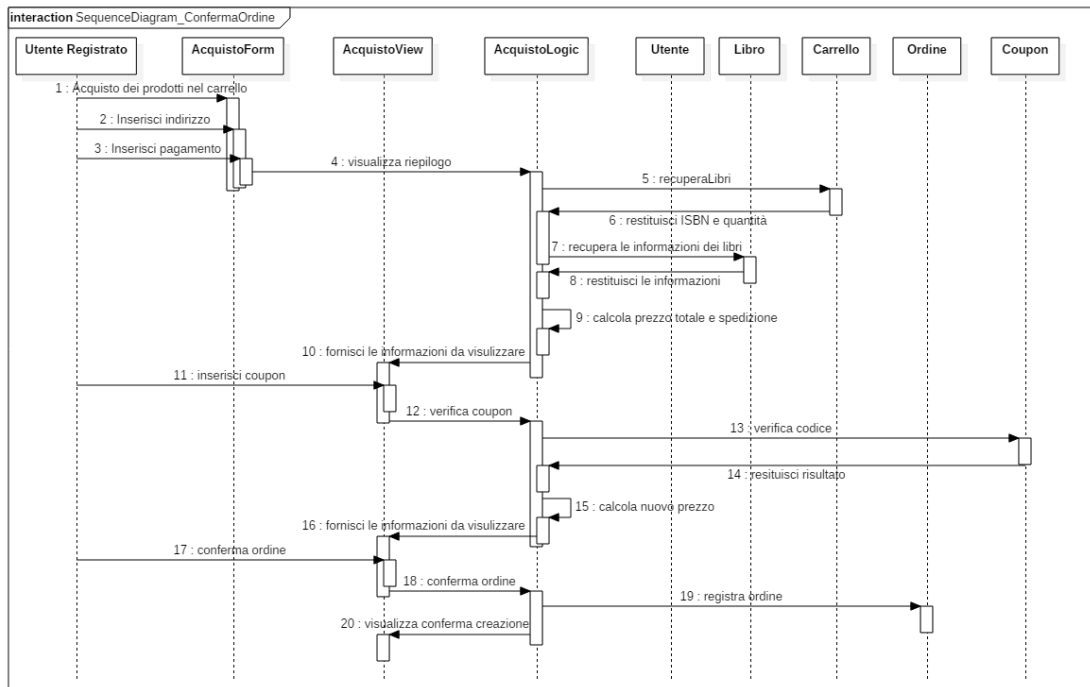 interaction SequenceDiagram_ConfermaOrdine
Utente Registrato
AcquistoForm
AcquistoView
AcquistoLogic
Utente
Libro
Carrello
Ordine
Coupon
1 : Acquisto dei prodotti nel carrello
2 : Inserisci indirizzo
3 : Inserisci pagamento
4 : visualizza riepilogo
5 : recuperaLibri
6 : restituisci ISBN e quantità
7 : recupera le informazioni dei libri
8 : restituisci le informazioni
9 : calcola prezzo totale e spedizione
10 : fornisci le informazioni da visulizzare
11 : inserisci coupon
12 : verifica coupon
13 : verifica codice
14 : resituisci risultato
15 : calcola nuovo prezzo
16 : fornisci le informazioni da visulizzare
17 : conferma ordine
18 : conferma ordine
19 : registra ordine
20 : visualizza conferma creazione